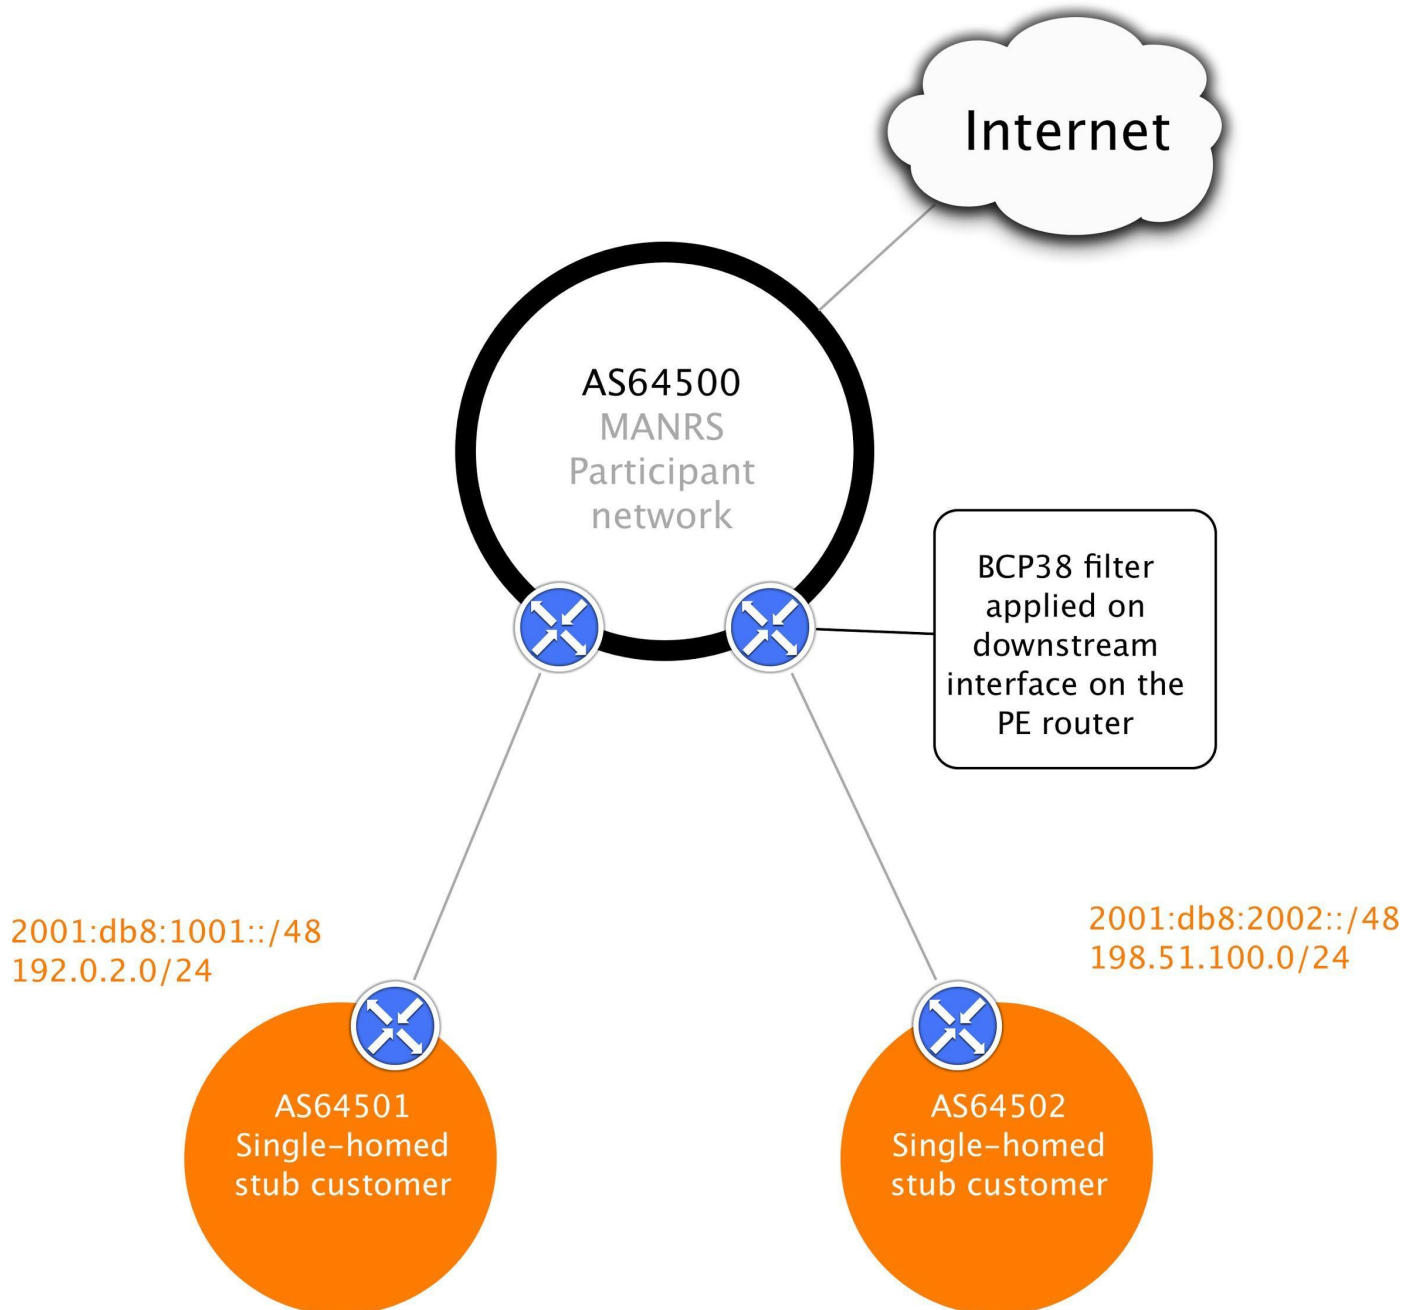 Internet
AS64500
MANRS
Participant
network
BCP38 filter
applied on
downstream
interface on the
PE router
2001:db8:1001::/48
192.0.2.0/24
2001:db8:2002::/48
198.51.100.0/24
AS64501
Single-homed
stub customer
AS64502
Single-homed
stub customer